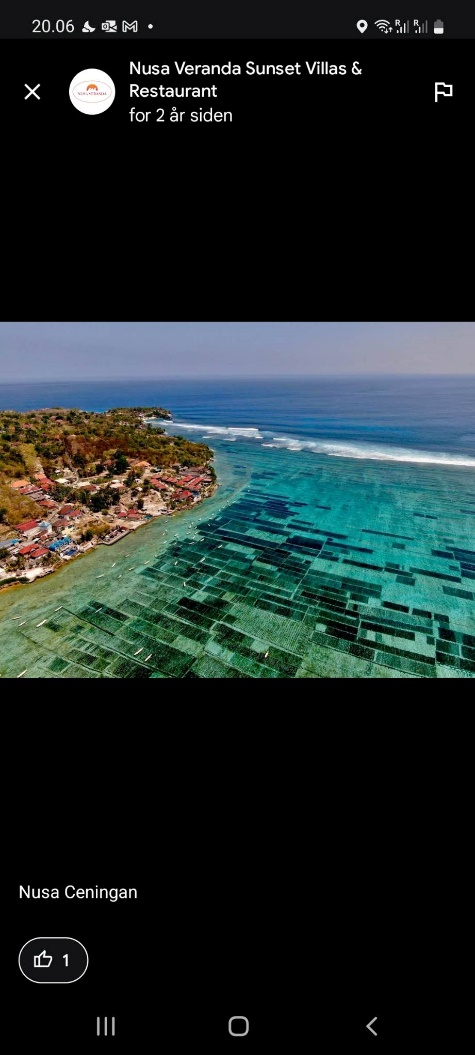 20.06
Nusa Veranda Sunset Villas &
Restaurant
for 2 år siden
Nusa Ceningan
1